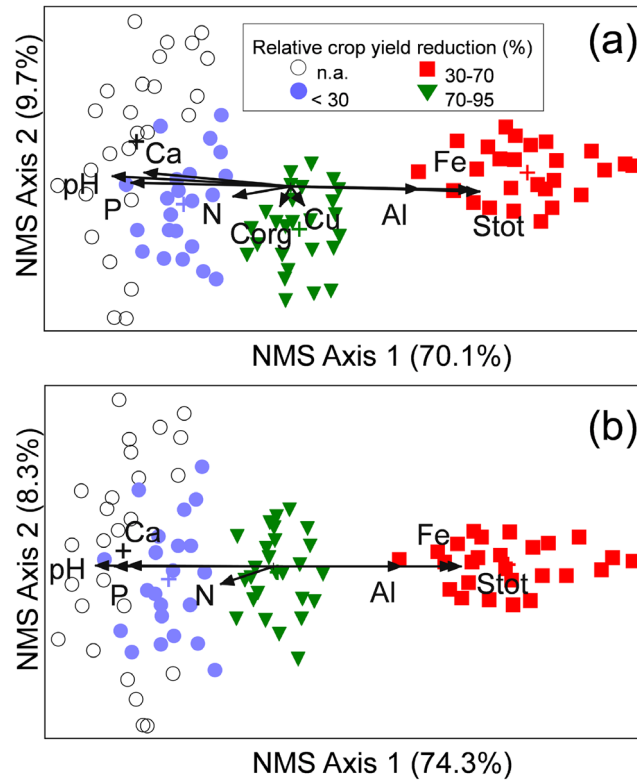 (a)
Relative crop yield reduction (%)
n.a. 30-70
< 30 70-95
NMS Axis 2 (9.7%)
Ca
pH
P
N
Corg
Cu
Fe
Al
Stot
NMS Axis 1 (70.1%)
(b)
NMS Axis 2 (8.3%)
Ca
pH
P
N
Fe
Al
Stot
NMS Axis 1 (74.3%)